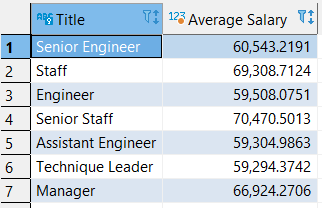 Title Average Salary
1 Senior Engineer 60,543.2191
2 Staff 69,308.7124
3 Engineer 59,508.0751
4 Senior Staff 70,470.5013
5 Assistant Engineer 59,304.9863
6 Technique Leader 59,294.3742
7 Manager 66,924.2706